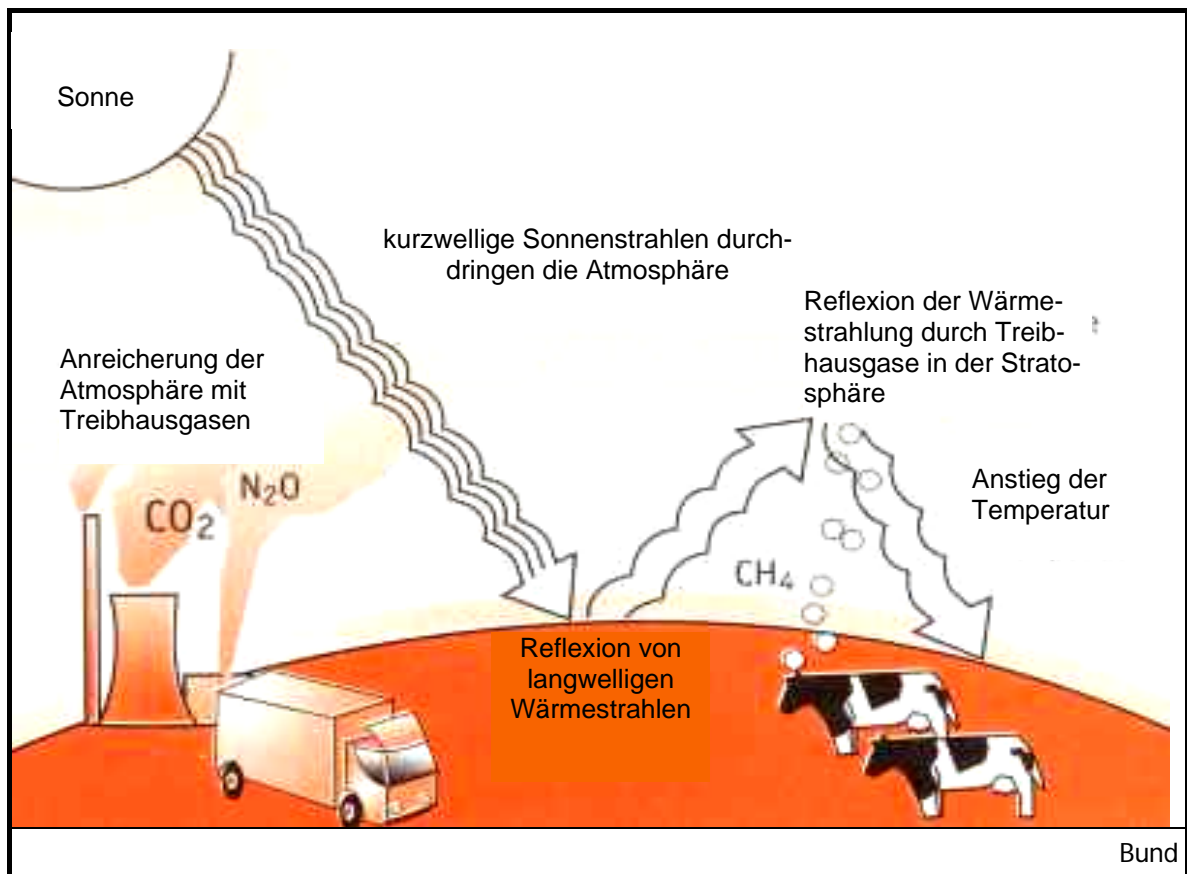 Sonne
kurzwellige Sonnenstrahlen durch-
dringen die Atmosphäre
Reflexion der Wärme-
strahlung durch Treib-
hausgase in der Strato-
sphäre
Anreicherung der
Atmosphäre mit
Treibhausgasen
CO₂
N₂O
Anstieg der
Temperatur
CH₄
Reflexion von
langwelligen
Wärmestrahlen
Bund